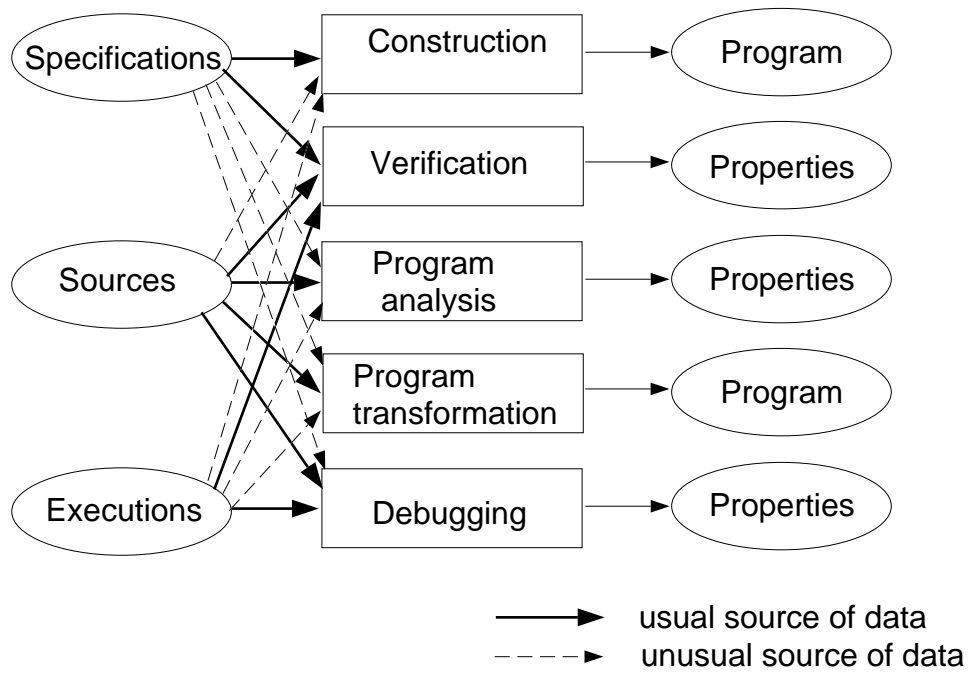 Specifications
Construction
Program
Verification
Properties
Sources
Program
analysis
Properties
Program
transformation
Program
Executions
Debugging
Properties
usual source of data
unusual source of data